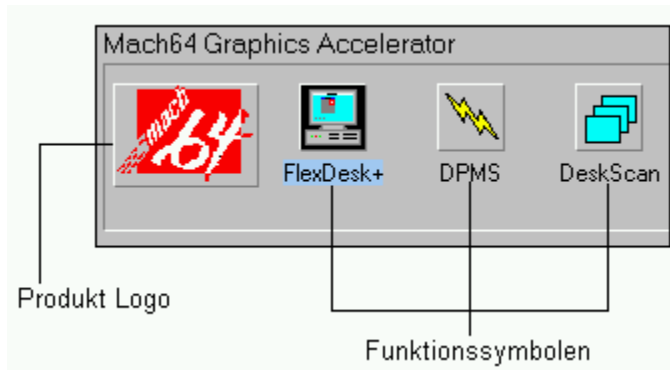 Mach64 Graphics Accelerator
mach
64
FlexDesk+ DPMS DeskScan
Produkt Logo
Funktionssymbolen